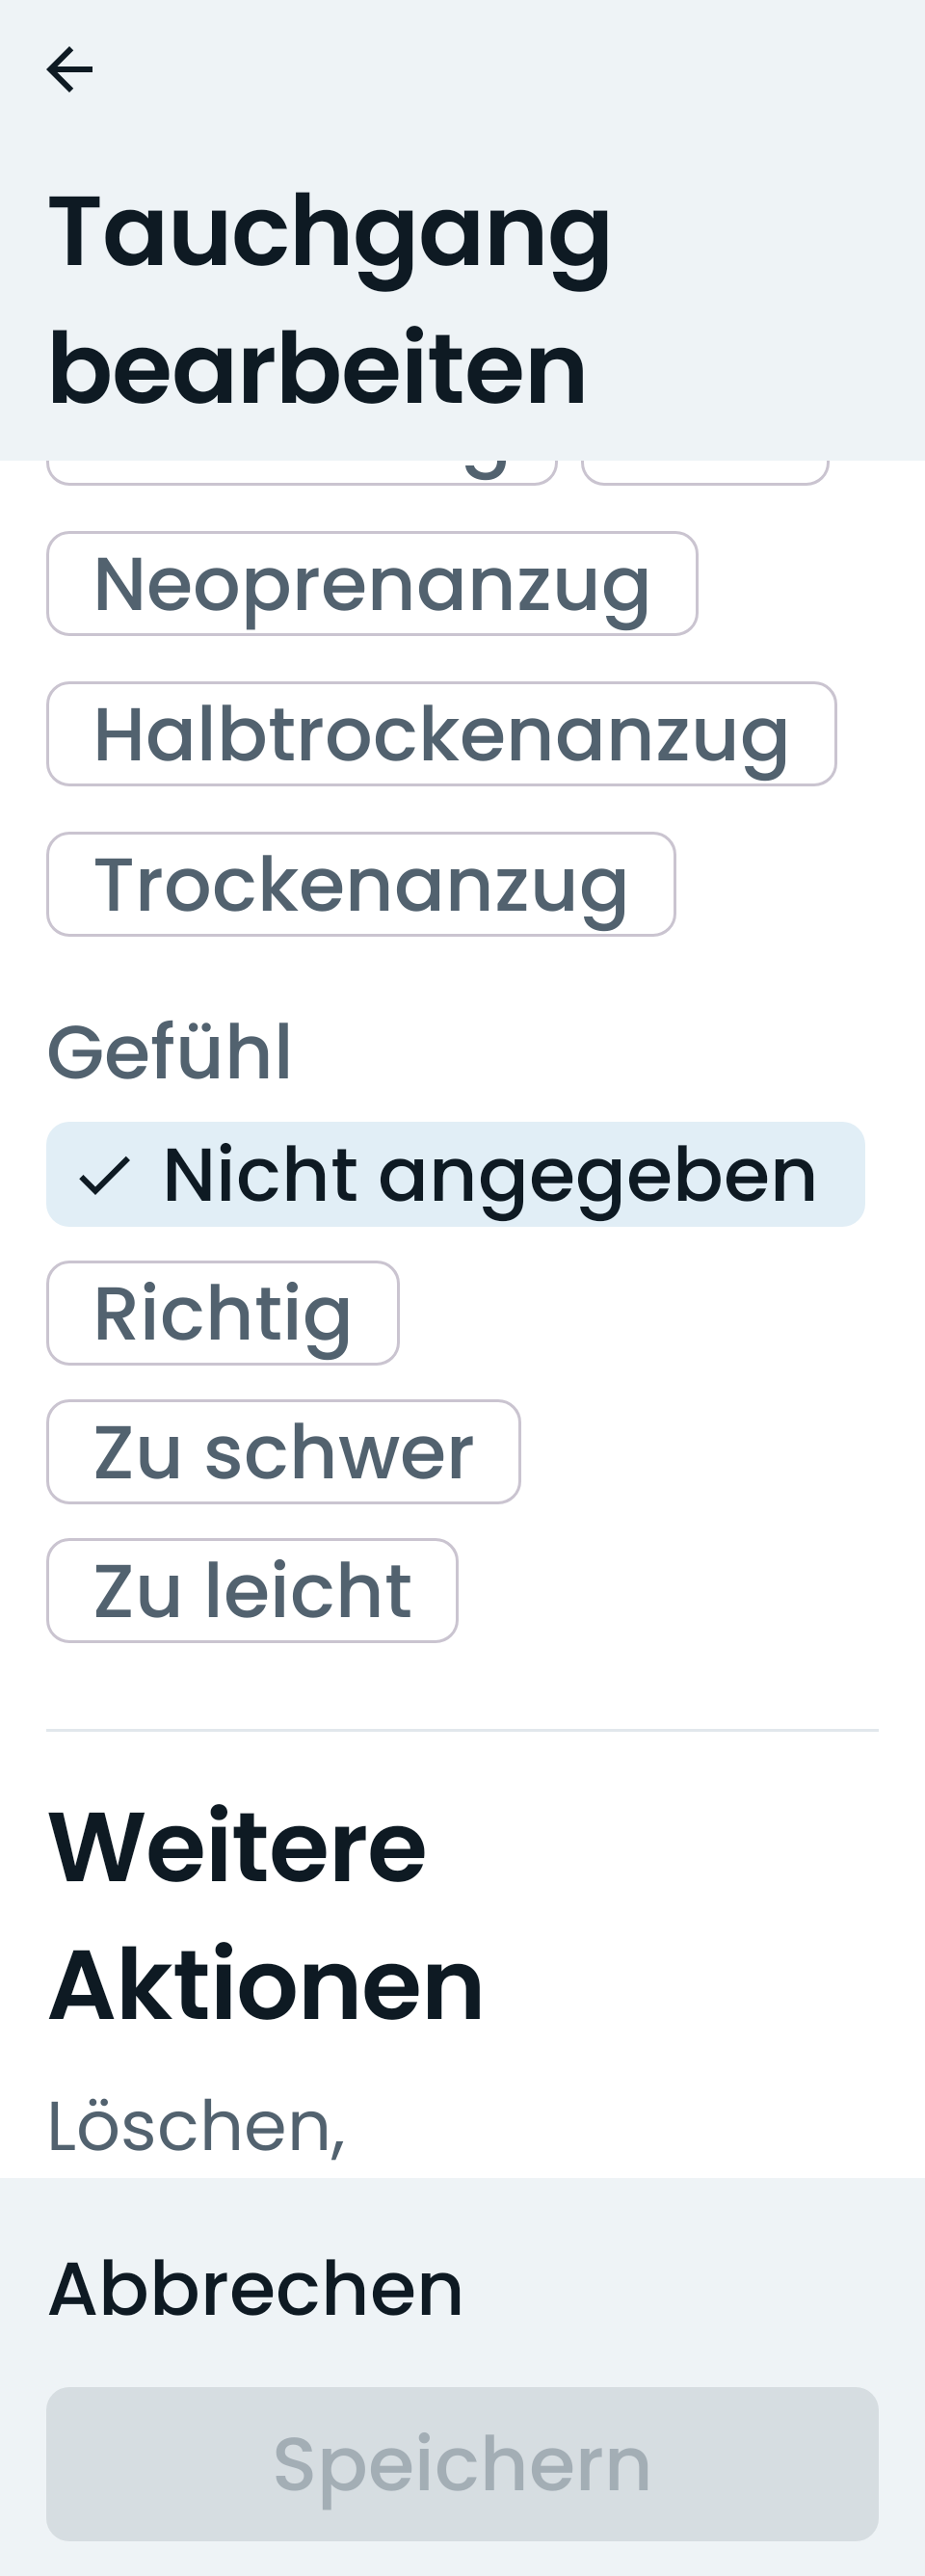 Tauchgang
bearbeiten
Neoprenanzug
Halbtrockenanzug
Trockenanzug
Gefühl
Nicht angegeben
Richtig
Zu schwer
Zu leicht
Weitere
Aktionen
Löschen,
Abbrechen
Speichern